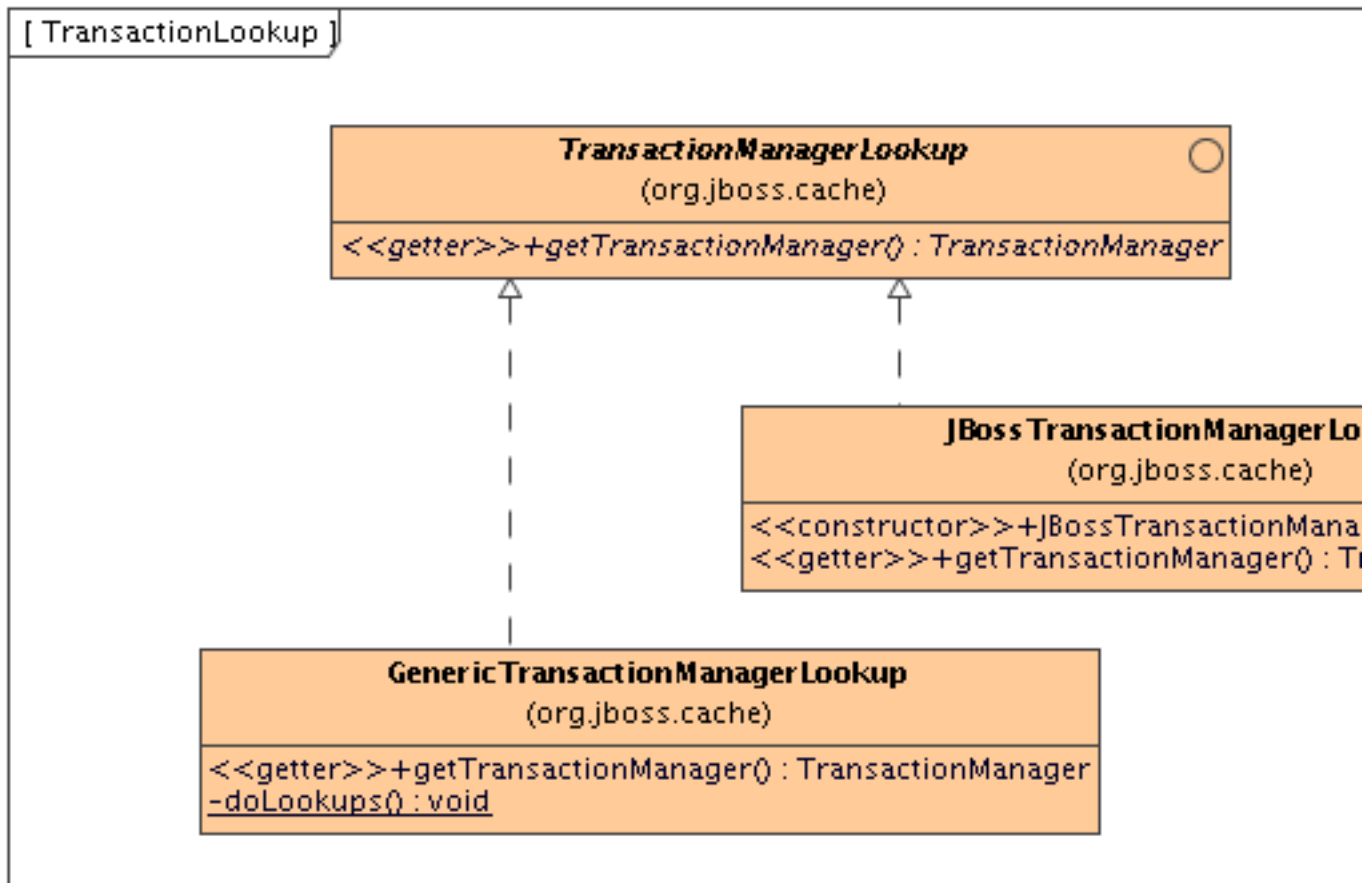 [ TransactionLookup ]
TransactionManagerLookup
(org.jboss.cache)
<<getter>>+getTransactionManager() : TransactionManager
JBossTransactionManagerLo
(org.jboss.cache)
<<constructor>>+JBossTransactionMana
<<getter>>+getTransactionManager() : Tr
GenericTransactionManagerLookup
(org.jboss.cache)
<<getter>>+getTransactionManager() : TransactionManager
-doLookups() : void